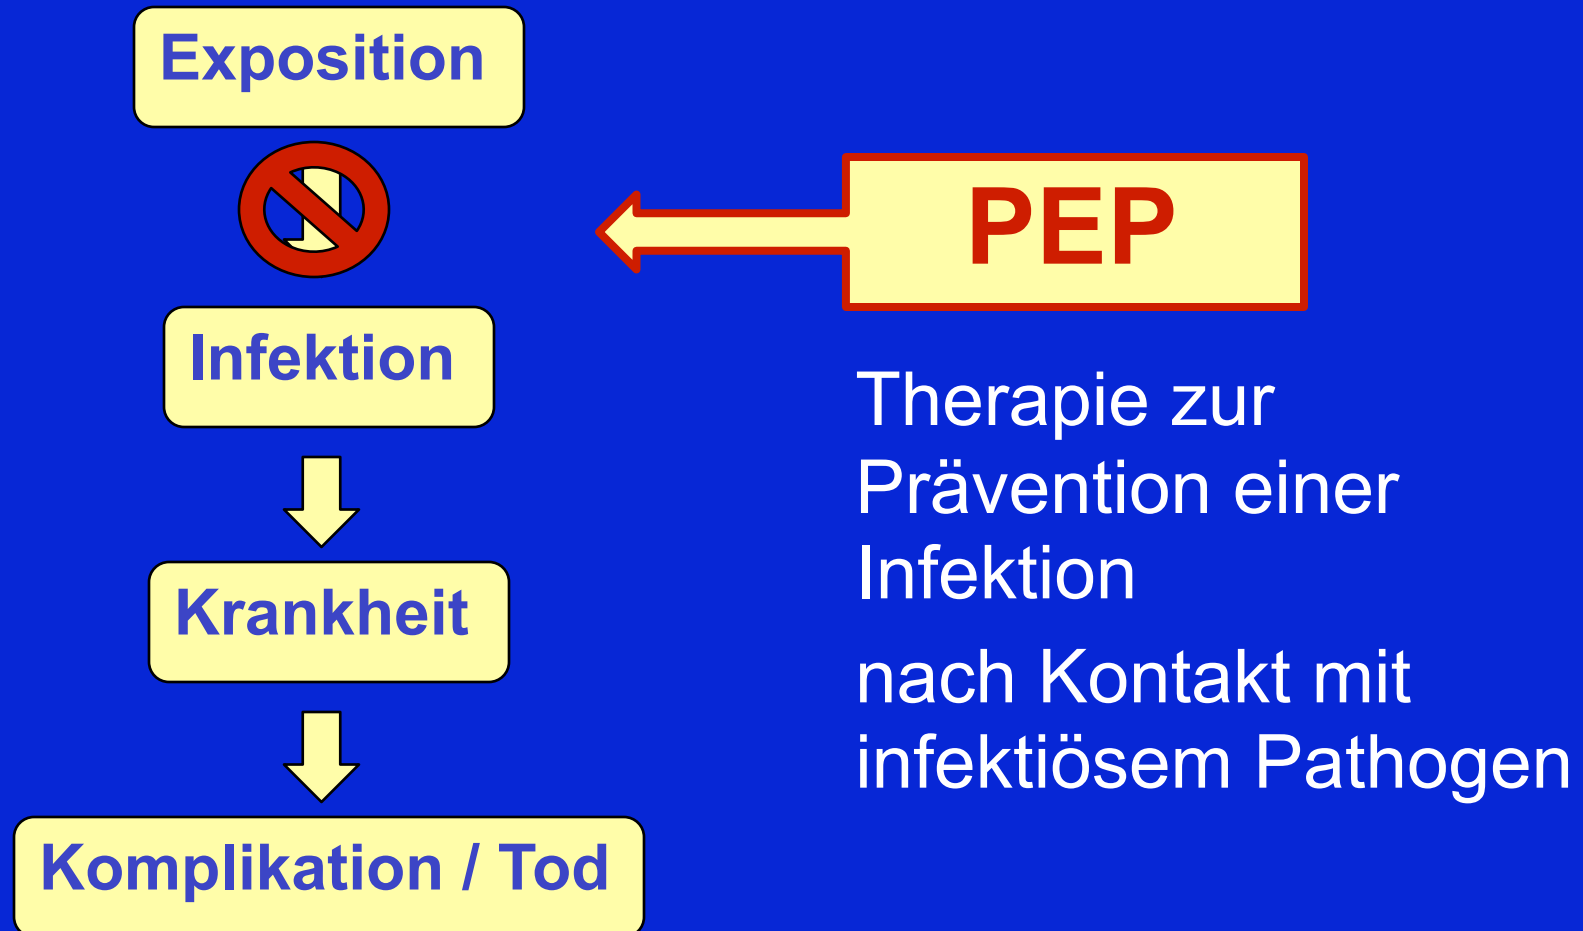 Exposition
PEP
Infektion
Krankheit
Komplikation / Tod
Therapie zur
Prävention einer
Infektion
nach Kontakt mit
infektiösem Pathogen